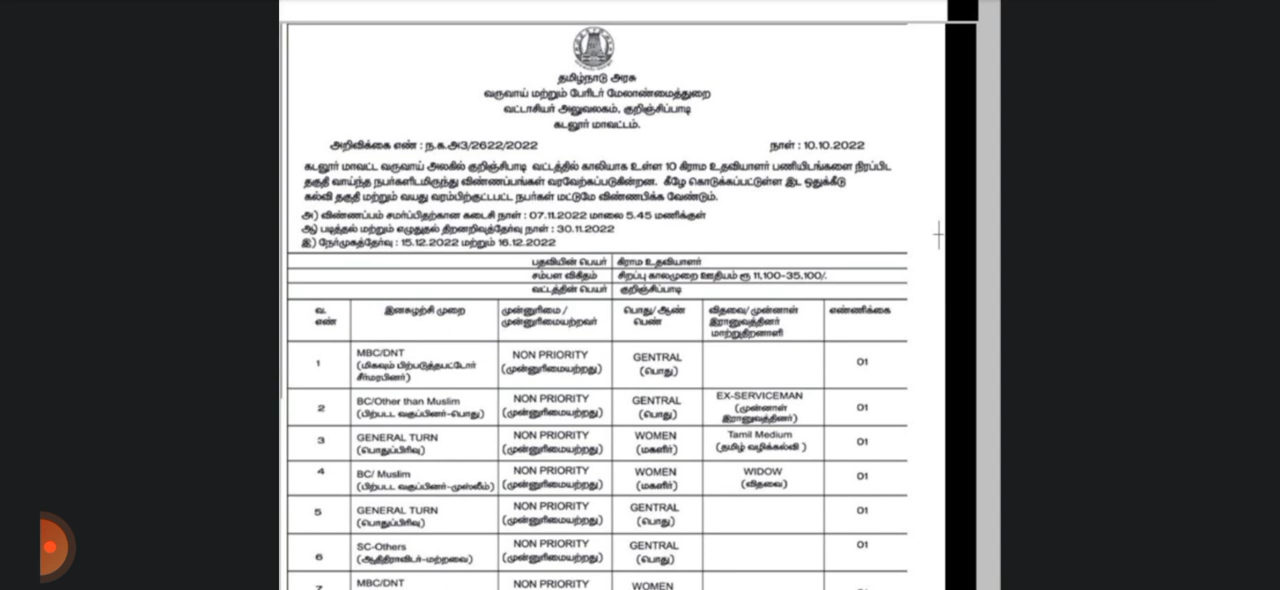 தமிழ்நாடு அரசு
வருவாய் மற்றும் பேரிடர் மேலாண்மைத்துறை
வட்டாசியர் அலுவலகம், குறிஞ்சிப்பாடி
கடலூர் மாவட்டம்.
அறிவிக்கை எண் : ந.க.அ3/2622/2022 நாள் : 10.10.2022
கடலூர் மாவட்ட வருவாய் அலகில் குறிஞ்சிபாடி வட்டத்தில் காலியாக உள்ள 10 கிராம உதவியாளர் பணியிடங்களை நிரப்பிட
தகுதி வாய்ந்த நபர்களிடமிருந்து விண்ணப்பங்கள் வரவேற்கப்படுகின்றன. கீழே கொடுக்கப்பட்டுள்ள இட ஒதுக்கீடு
கல்வி தகுதி மற்றும் வயது வரம்பிற்குட்டபட்ட நபர்கள் மட்டுமே விண்ணபிக்க வேண்டும்.
அ) விண்ணப்பம் சமர்ப்பிதற்கான கடைசி நாள் : 07.11.2022 மாலை 5.45 மணிக்குள்
ஆ) படித்தல் மற்றும் எழுதுதல் திறனறிவுத்தேர்வு நாள் : 30.11.2022
இ) நேர்முகத்தேர்வு : 15.12.2022 மற்றும் 16.12.2022
பதவியின் பெயர் கிராம உதவியாளர்
சம்பள விகிதம் சிறப்பு காலமுறை ஊதியம் ரூ 11,100-35,100/.
வட்டத்தின் பெயர் குறிஞ்சிப்பாடி
வ. எண் இனசுழற்சி முறை முன்னுரிமை / முன்னுரிமையற்றவர் பொது/ ஆண் பெண் விதவை/ முன்னாள் இராணுவத்தினர் மாற்றுதிறனாளி எண்ணிக்கை
1 MBC/DNT (மிகவும் பிற்படுத்தபட்டோர் சீர்மரபினர்) NON PRIORITY (முன்னுரிமையற்றது) GENTRAL (பொது) 01
2 BC/Other than Muslim (பிற்பட்ட வகுப்பினர்-பொது) NON PRIORITY (முன்னுரிமையற்றது) GENTRAL (பொது) EX-SERVICEMAN (முன்னாள் இராணுவத்தினர்) 01
3 GENERAL TURN (பொதுப்பிரிவு) NON PRIORITY (முன்னுரிமையற்றது) WOMEN (மகளிர்) Tamil Medium (தமிழ் வழிக்கல்வி ) 01
4 BC/ Muslim (பிற்பட்ட வகுப்பினர்-முஸ்லீம்) NON PRIORITY (முன்னுரிமையற்றது) WOMEN (மகளிர்) WIDOW (விதவை) 01
5 GENERAL TURN (பொதுப்பிரிவு) NON PRIORITY (முன்னுரிமையற்றது) GENTRAL (பொது) 01
6 SC-Others (ஆதிதிராவிடர்-மற்றவை) NON PRIORITY (முன்னுரிமையற்றது) GENTRAL (பொது) 01
MBC/DNT NON PRIORITY WOMEN